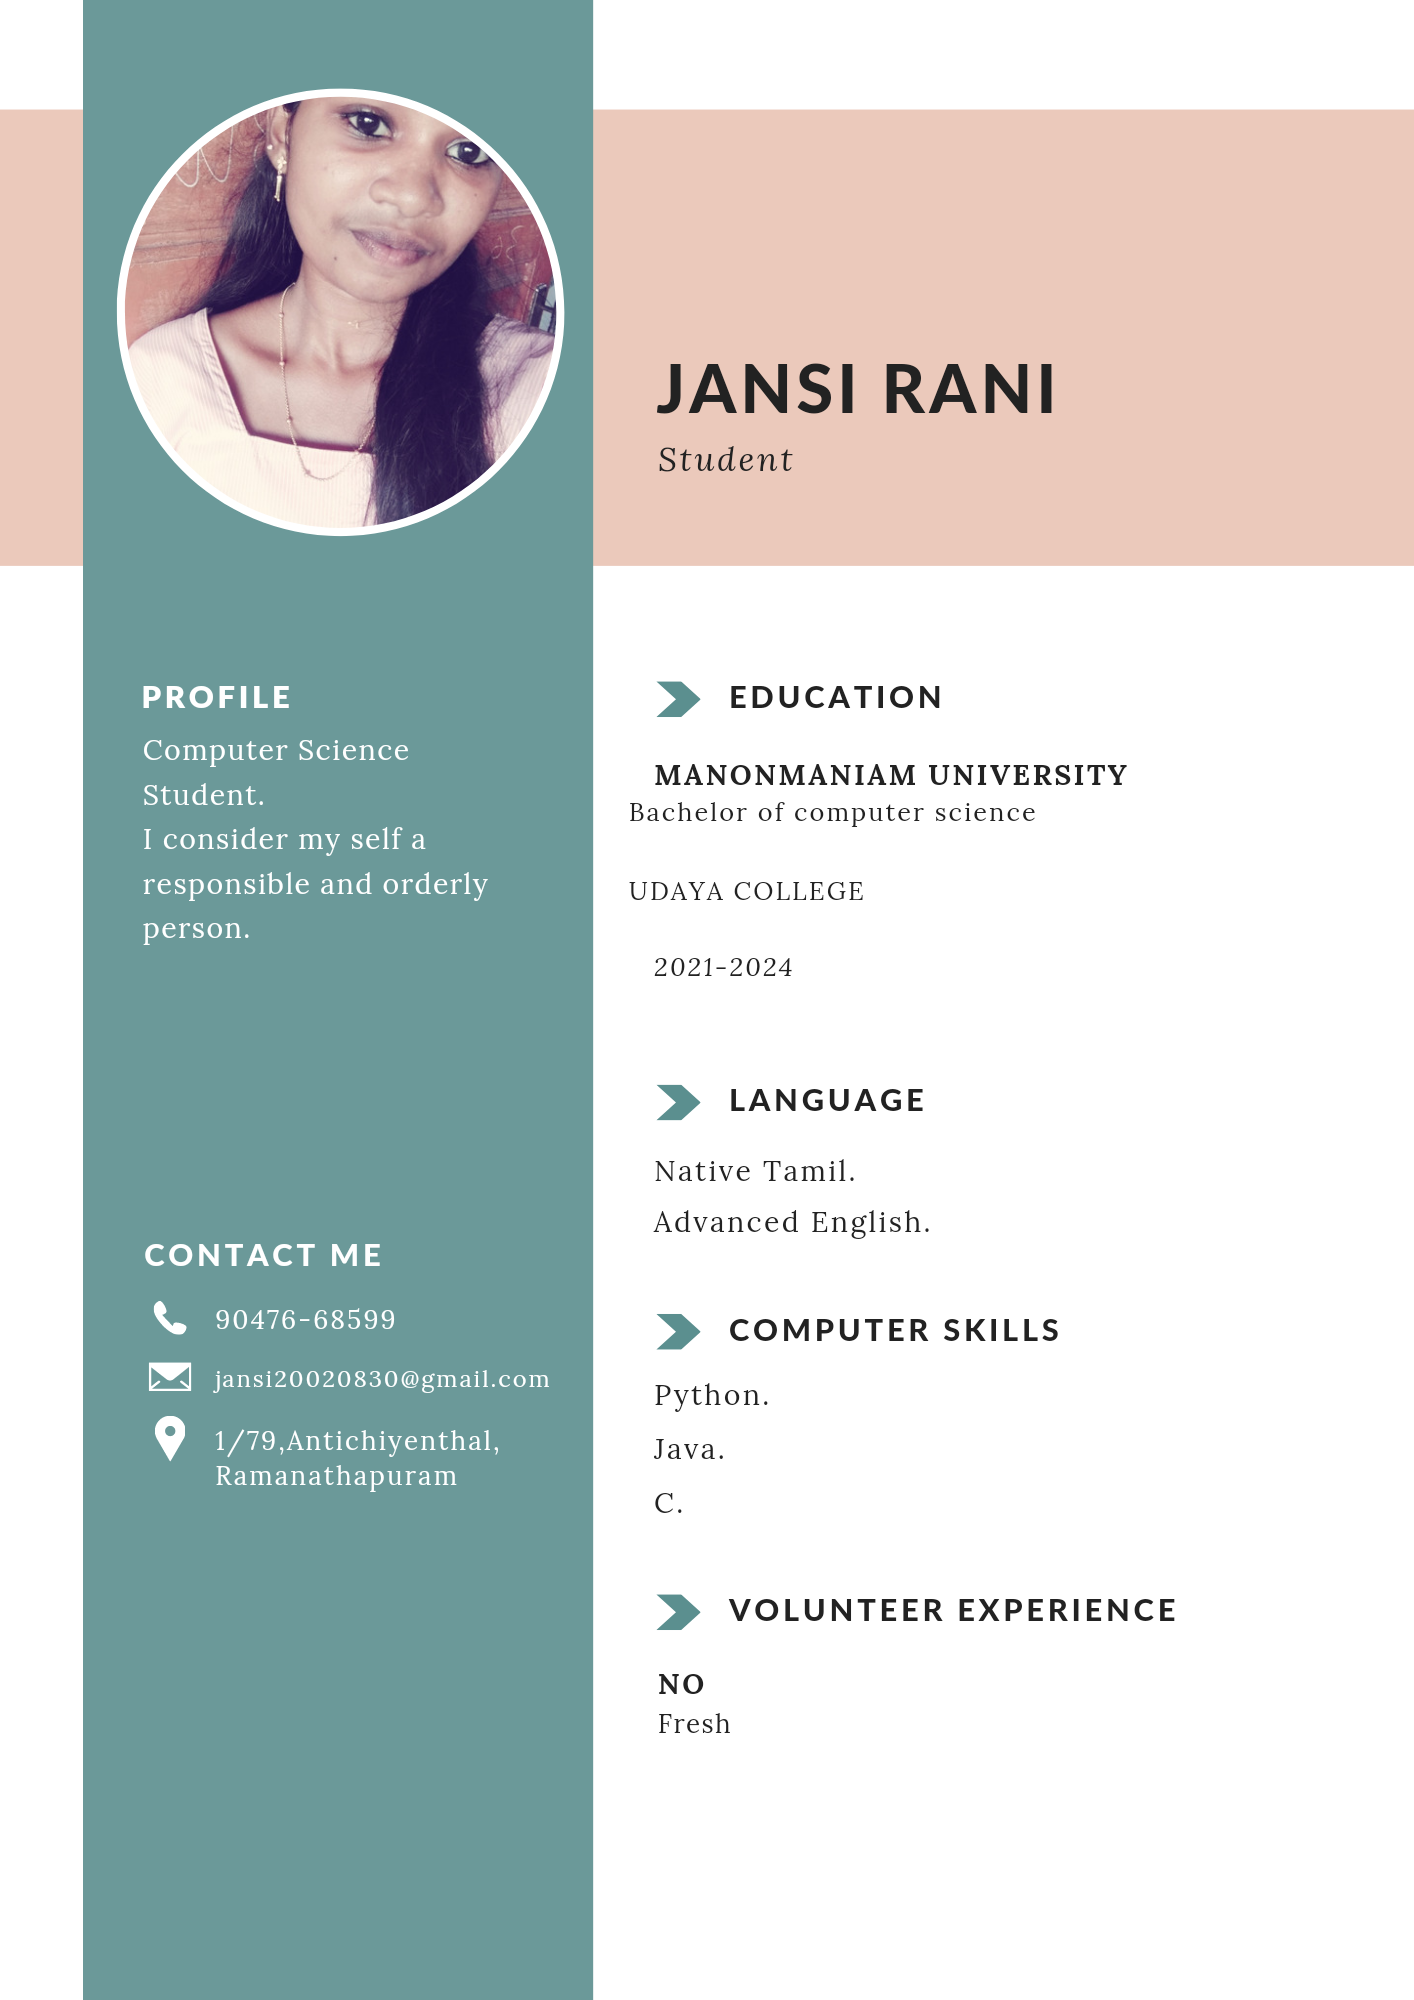 JANSI RANI
Student
PROFILE
Computer Science
Student.
I consider my self a
responsible and orderly
person.
CONTACT ME
90476-68599
jansi20020830@gmail.com
1/79,Antichiyenthal,
Ramanathapuram
EDUCATION
MANONMANIAM UNIVERSITY
Bachelor of computer science
UDAYA COLLEGE
2021-2024
LANGUAGE
Native Tamil.
Advanced English.
COMPUTER SKILLS
Python.
Java.
C.
VOLUNTEER EXPERIENCE
NO
Fresh